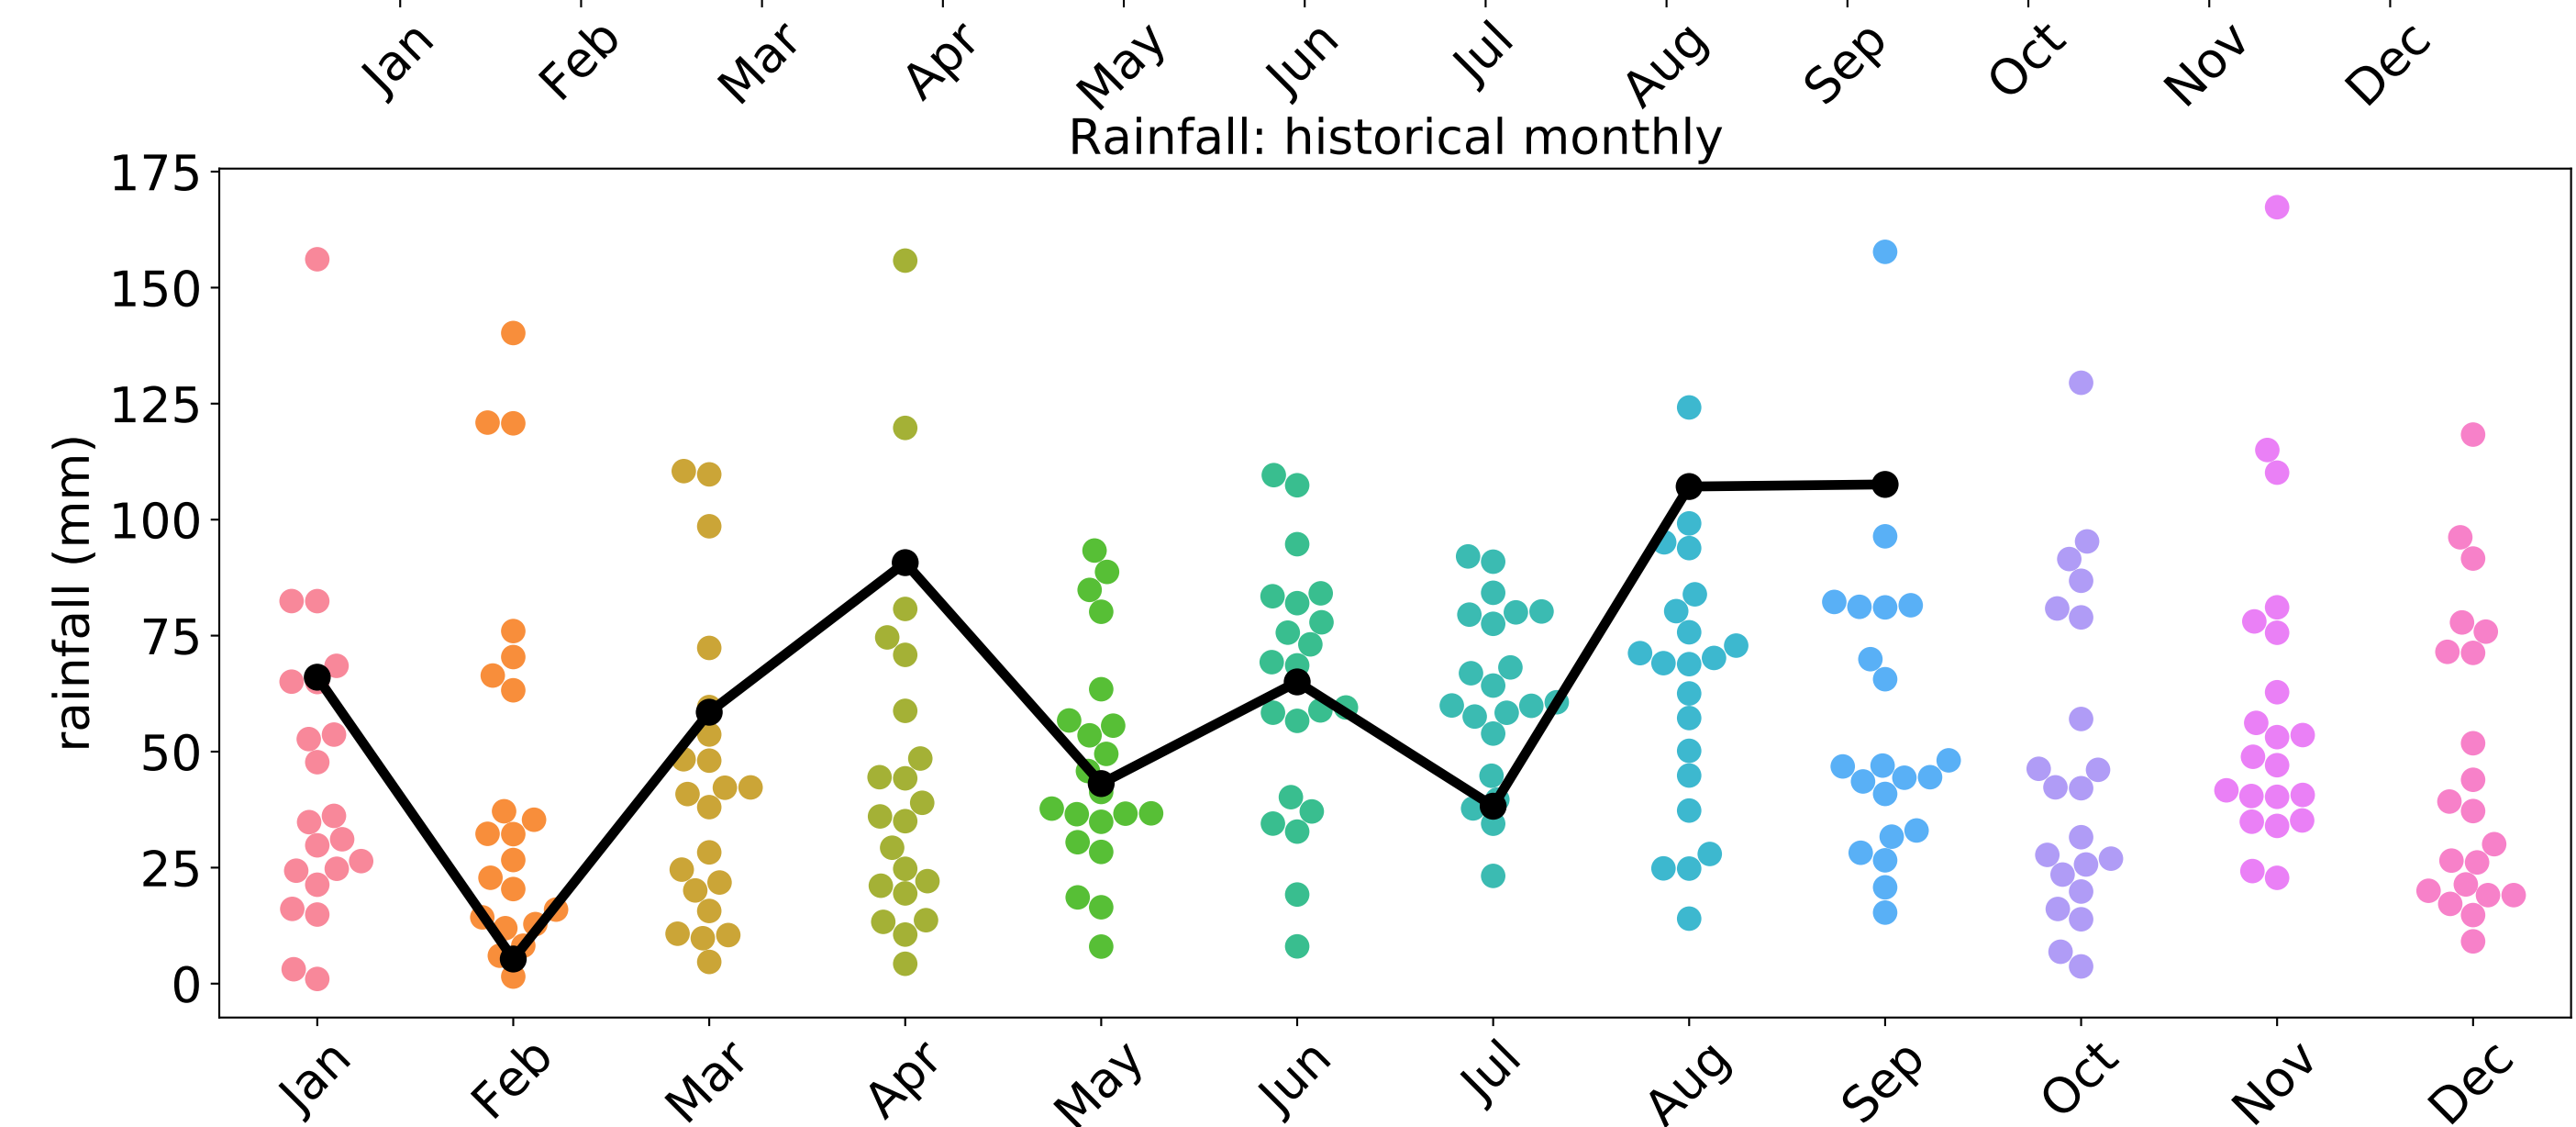 Jan Feb Mar Apr May Jun Jul Aug Sep Oct Nov Dec
Rainfall: historical monthly
175
150
125
100
75
50
25
0
rainfall (mm)
Jan Feb Mar Apr May Jun Jul Aug Sep Oct Nov Dec